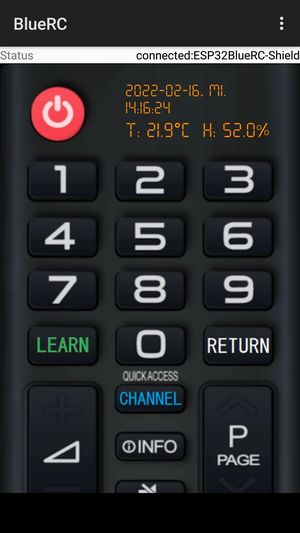 BlueRC
Status connected:ESP32BlueRC-Shield
2022-02-16. MI.
14:16:24
T: 21.9°C H: 52.0%
1 2 3
4 5 6
7 8 9
LEARN 0 RETURN
QUICK ACCESS
CHANNEL
INFO
P
PAGE